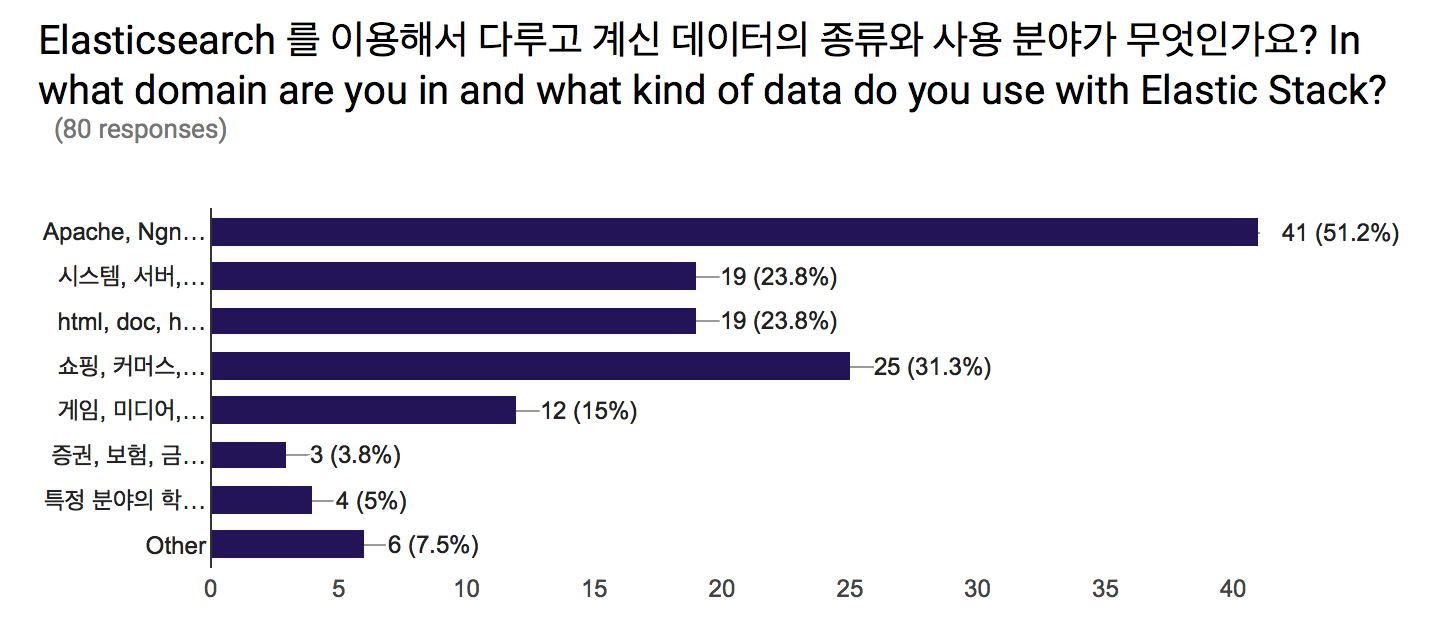 Elasticsearch 를 이용해서 다루고 계신 데이터의 종류와 사용 분야가 무엇인가요? In
what domain are you in and what kind of data do you use with Elastic Stack?
(80 responses)
Apache, Ngn… 41 (51.2%)
시스템, 서버,… 19 (23.8%)
html, doc, h… 19 (23.8%)
쇼핑, 커머스,… 25 (31.3%)
게임, 미디어,… 12 (15%)
증권, 보험, 금… 3 (3.8%)
특정 분야의 학… 4 (5%)
Other 6 (7.5%)
0 5 10 15 20 25 30 35 40